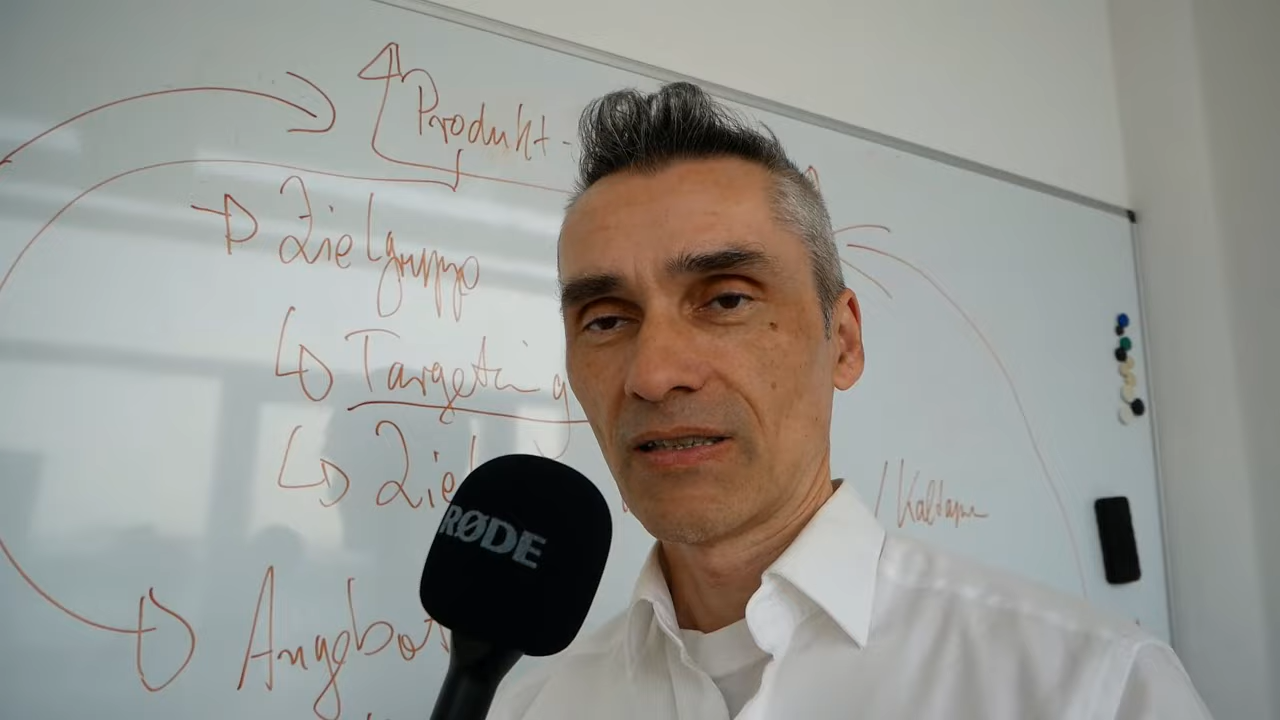 Produkt-
Zielgruppe
Targeting
Ziel
RØDE
Angebot